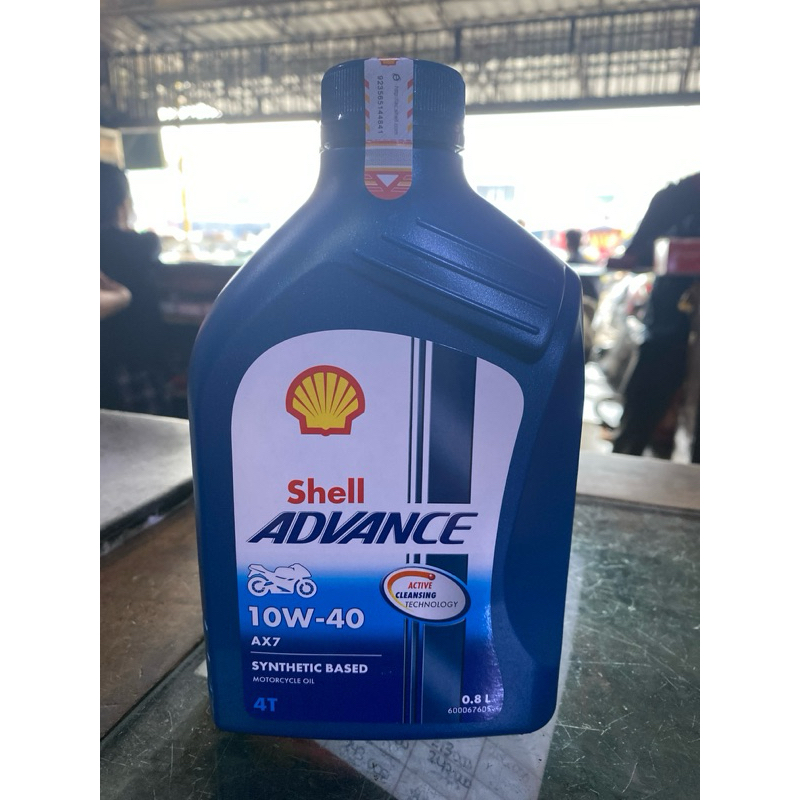 Shell
ADVANCE
ACTIVE
CLEANSING
TECHNOLOGY
10W-40
AX7
SYNTHETIC BASED
MOTORCYCLE OIL
4T
0.8 L